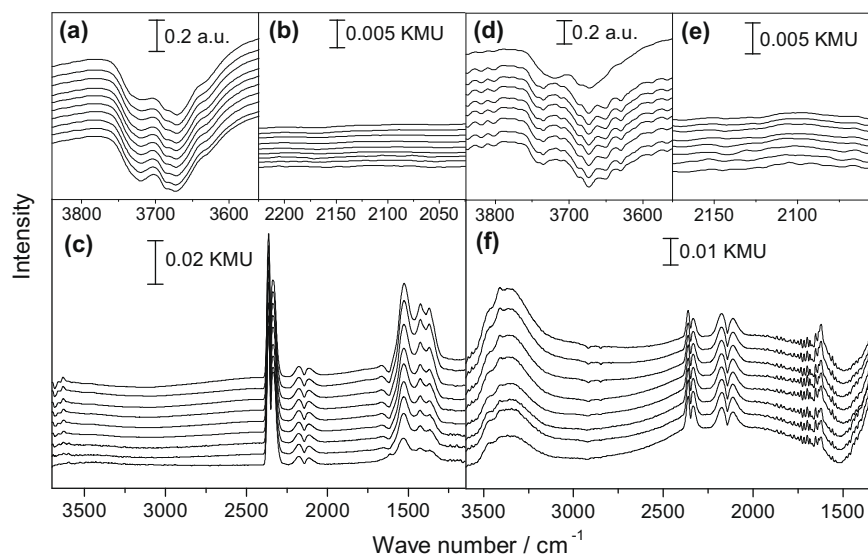 (a) 0.2 a.u. (b) 0.005 KMU (d) 0.2 a.u. (e) 0.005 KMU
3800 3700 3600 2200 2150 2100 2050 3800 3700 3600 2150 2100
Intensity
(c) 0.02 KMU (f) 0.01 KMU
3500 3000 2500 2000 1500 3500 3000 2500 2000 1500
Wave number / cm⁻¹